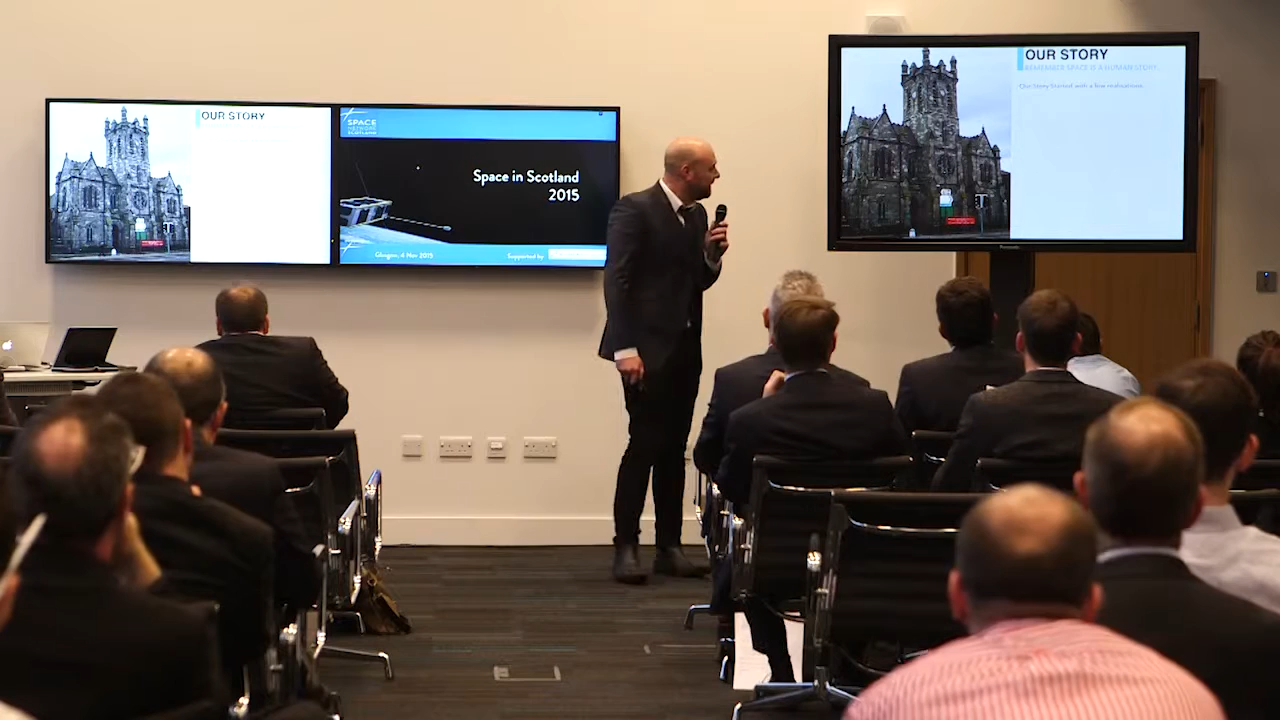 OUR STORY
SPACE
NETWORK
SCOTLAND
Space in Scotland
2015
Glasgow, 4 Nov 2015
Supported by
OUR STORY
REMEMBER SPACE IS A HUMAN STORY
Our Story Started with a few realisations.
Panasonic